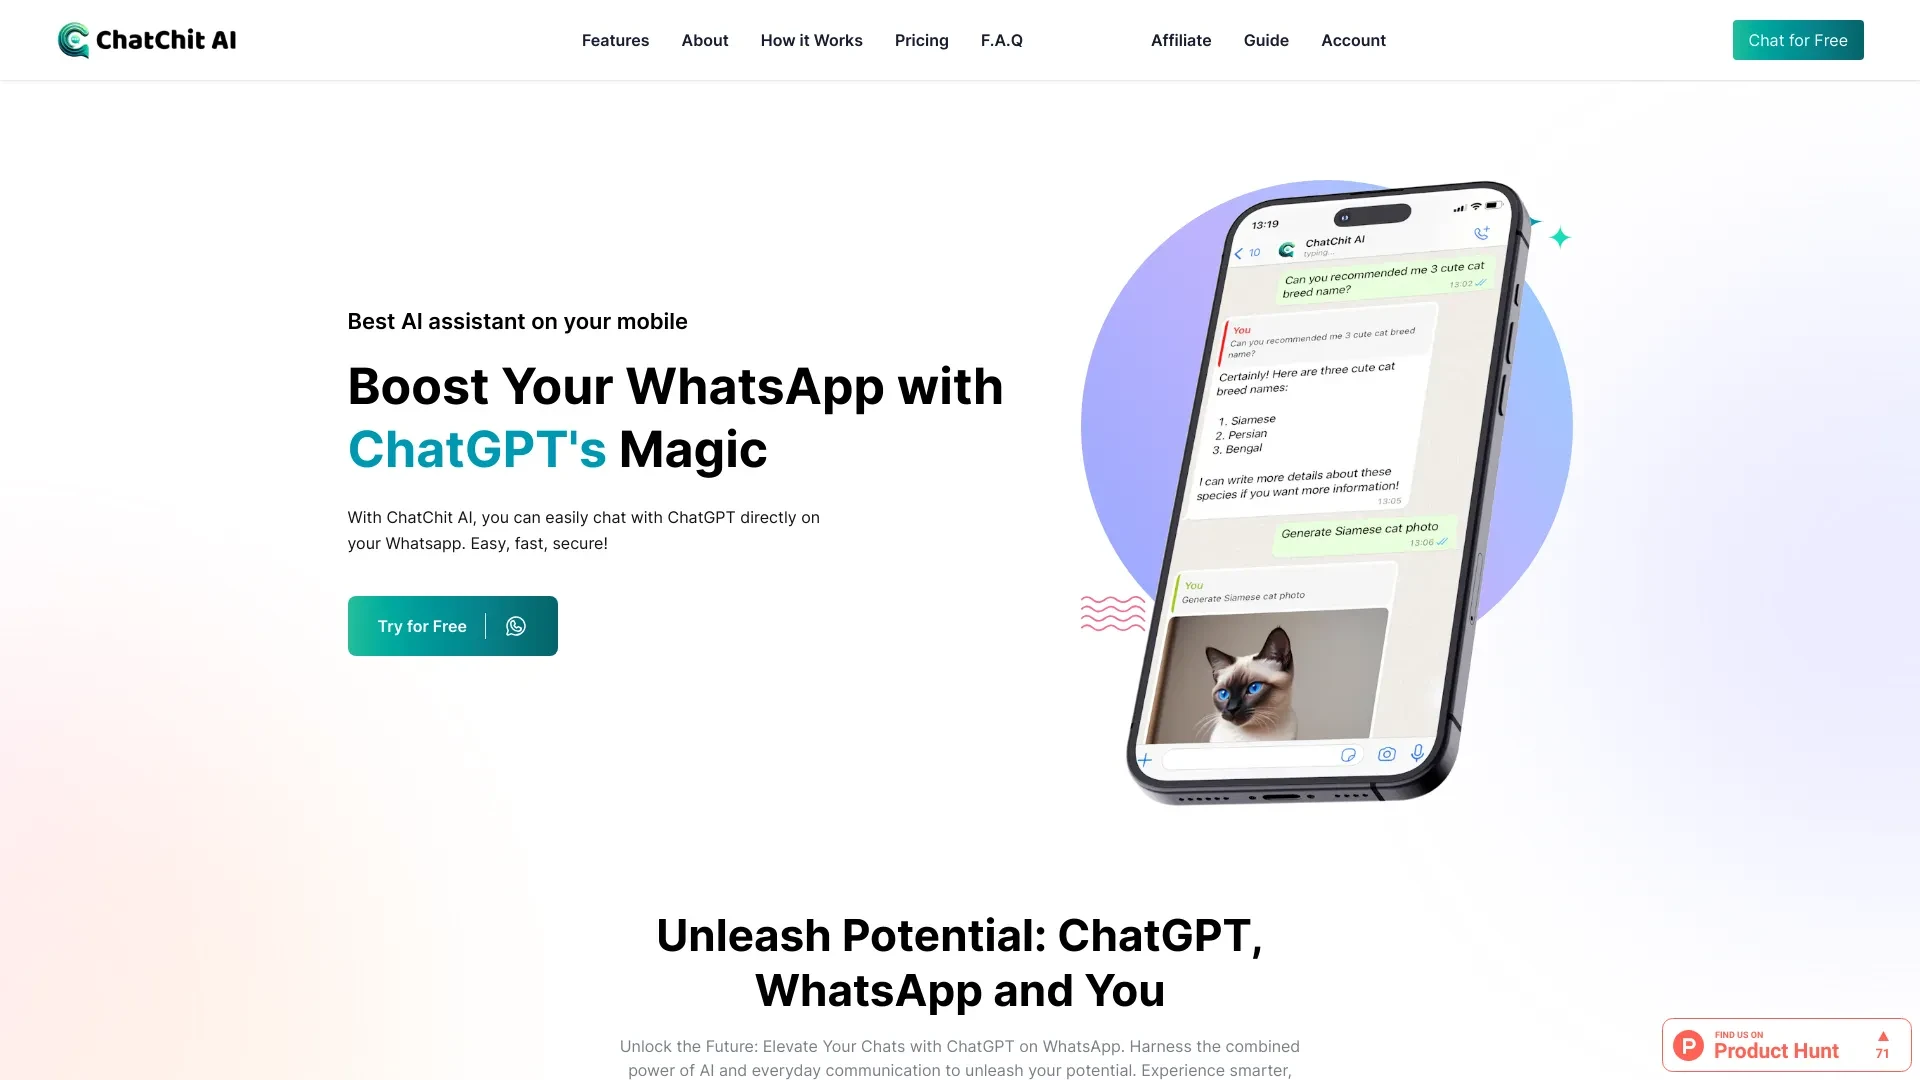 ChatChit AI
Features
About
How it Works
Pricing
F.A.Q
Affiliate
Guide
Account
Chat for Free
Best AI assistant on your mobile
Boost Your WhatsApp with
ChatGPT's Magic
With ChatChit AI, you can easily chat with ChatGPT directly on
your Whatsapp. Easy, fast, secure!
Try for Free
13:19
10
ChatChit AI
typing...
Can you recommended me 3 cute cat
breed name?
13:02
You
Can you recommended me 3 cute cat breed
name?
Certainly! Here are three cute cat
breed names:
1. Siamese
2. Persian
3. Bengal
I can write more details about these
species if you want more information!
13:05
Generate Siamese cat photo
13:06
You
Generate Siamese cat photo
Unleash Potential: ChatGPT,
WhatsApp and You
Unlock the Future: Elevate Your Chats with ChatGPT on WhatsApp. Harness the combined
power of AI and everyday communication to unleash your potential. Experience smarter,
FIND US ON
Product Hunt
71